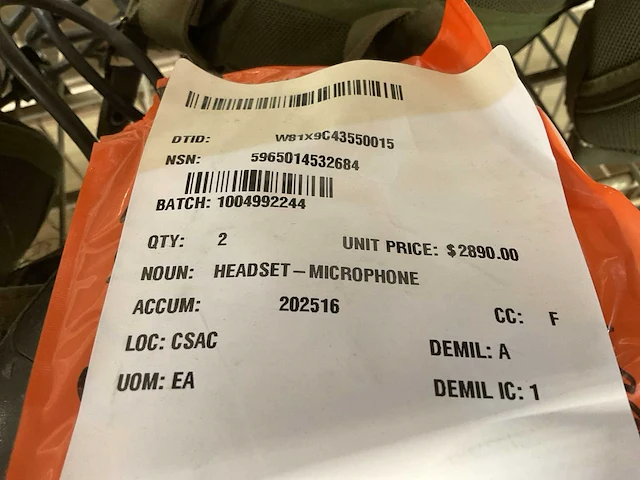 DTID: W81X9C43550015
NSN: 5965014532684
BATCH: 1004992244
QTY: 2 UNIT PRICE: $2890.00
NOUN: HEADSET-MICROPHONE
ACCUM: 202516 CC: F
LOC: CSAC DEMIL: A
UOM: EA DEMIL IC: 1